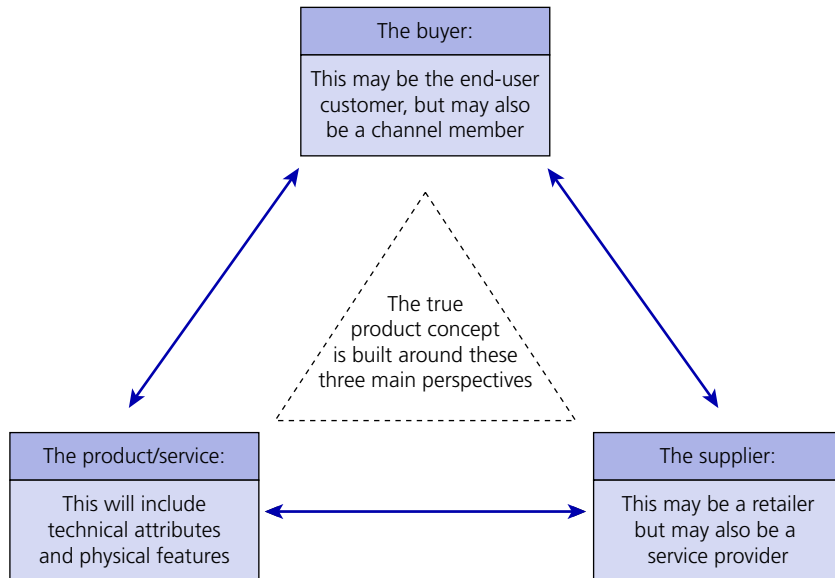 The buyer:
This may be the end-user
customer, but may also
be a channel member
The true
product concept
is built around these
three main perspectives
The product/service:
This will include
technical attributes
and physical features
The supplier:
This may be a retailer
but may also be a
service provider